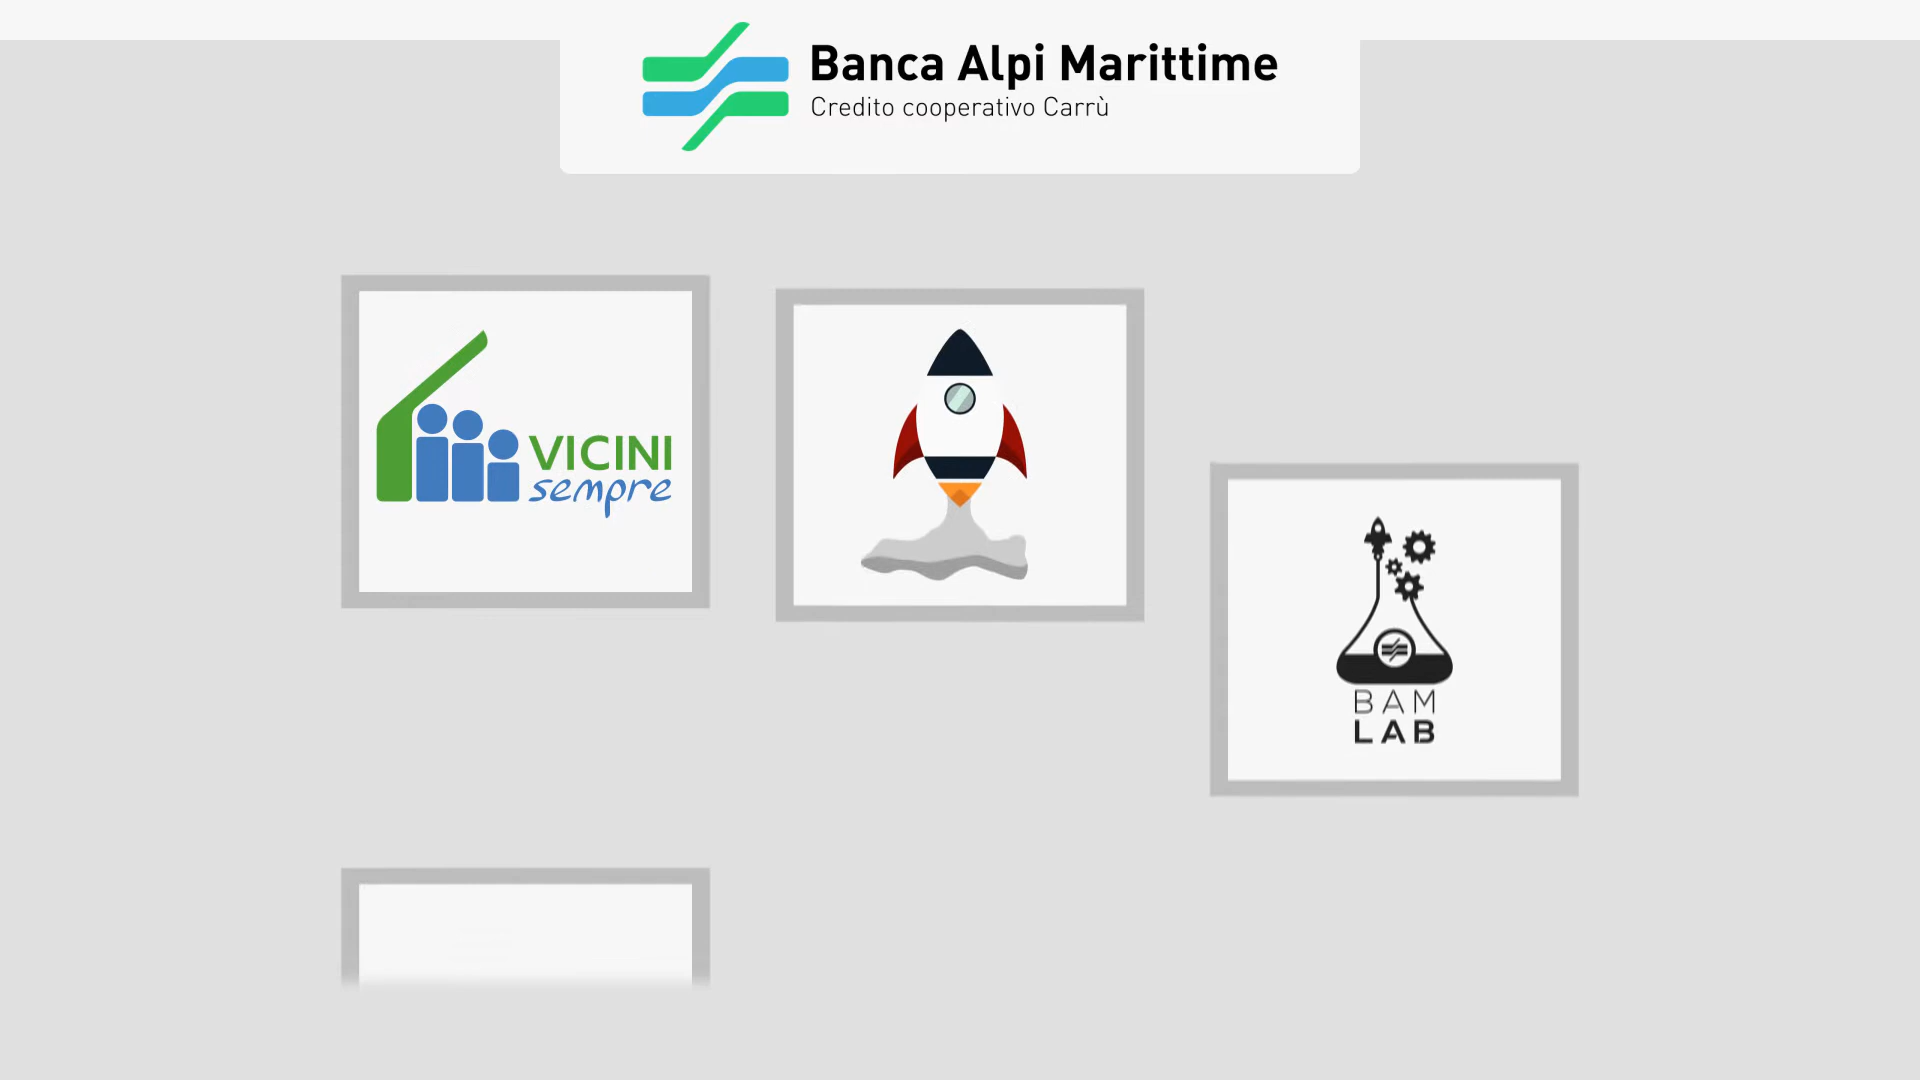 Banca Alpi Marittime
Credito cooperativo Carrù
VICINI
sempre
BAM
LAB